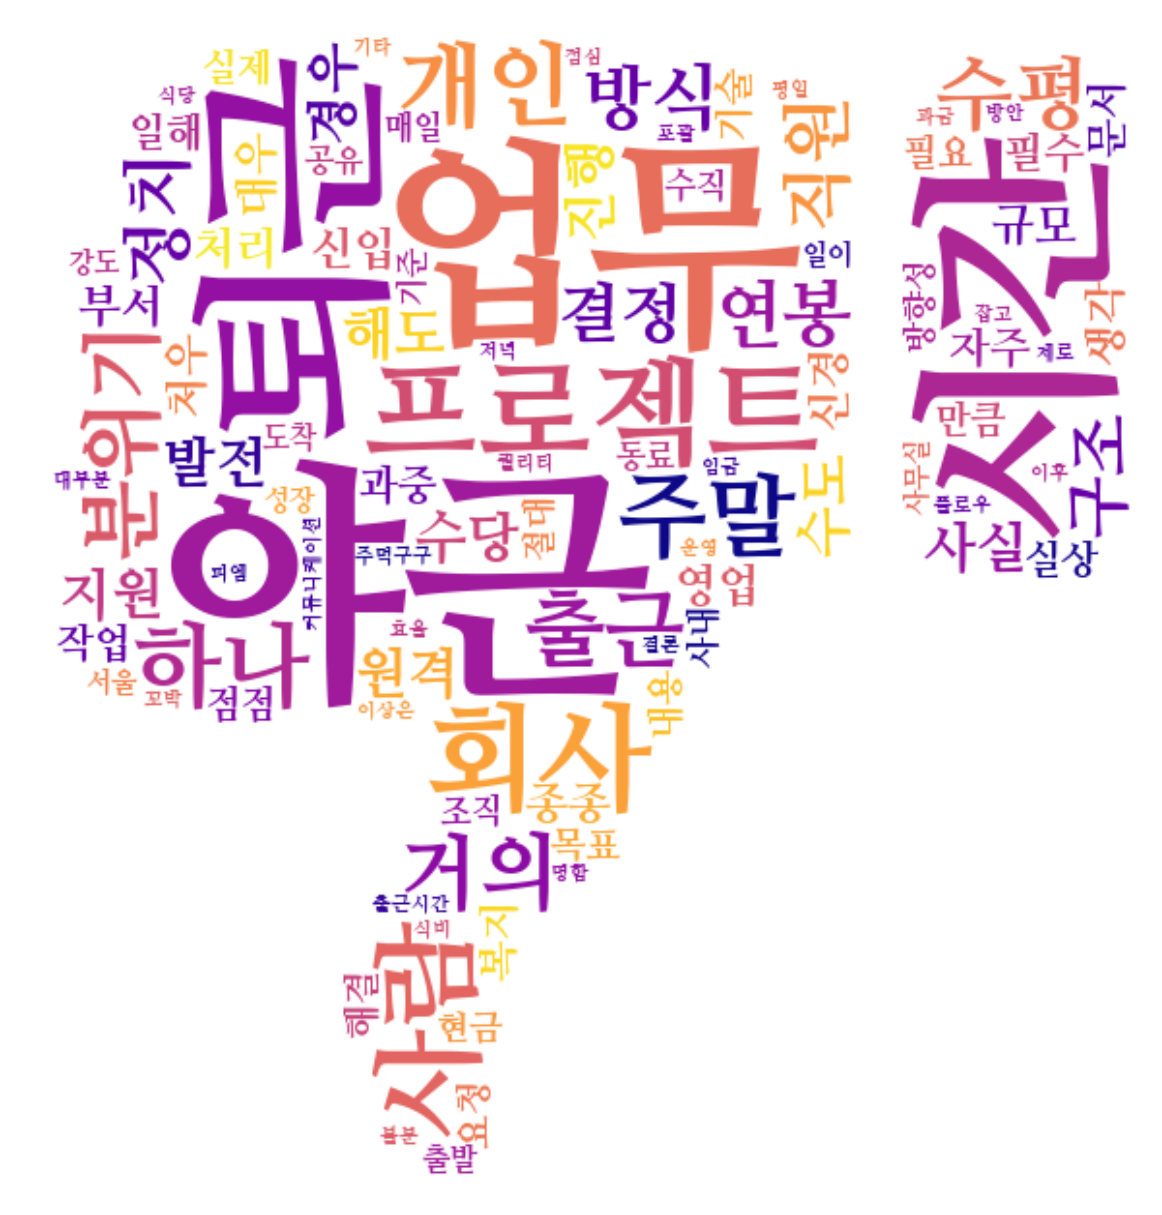 기타
점심
식당
실제
경우
개인
방식
기술
평일
일해
매일
포괄
직원
정치
대우
공유
퇴근
업무
진행
수직
처리
신입
기준
일이
강도
부서
해도
결정
연봉
저녁
분위기
처우
프로젝트
신경
발전
도착
퀄리티
동료
임금
대부분
성장
과중
수당
절대
주말
수도
야근
커뮤니케이션
주먹구구
운영
피엠
지원
출근
영업
작업
하나
효율
결론
사내
서울
꼬박
점점
원격
이상은
내용
회사
조직
종종
목표
거의
명함
출근시간
식비
복지
사람
해결
현금
요청
불분
출발
수평
과금
방안
문서
필요
필수
시간
규모
방향성
잡고
자주
제로
생각
만큼
구조
사무실
이후
플로우
사실
실상